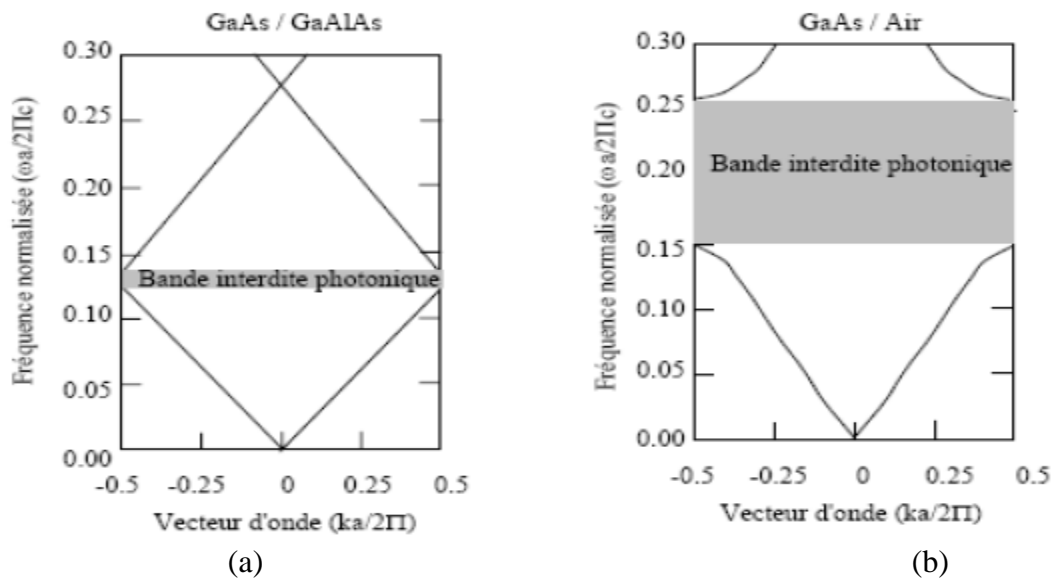 GaAs / GaAlAs
Fréquence normalisée (ωa/2Πc)
0.30
0.25
0.20
0.15
0.10
0.05
0.00
Bande interdite photonique
-0.5 -0.25 0 0.25 0.5
Vecteur d'onde (ka/2Π)
(a)
GaAs / Air
Fréquence normalisée (ωa/2Πc)
0.30
0.25
0.20
0.15
0.10
0.05
0.00
Bande interdite photonique
-0.5 -0.25 0 0.25 0.5
Vecteur d'onde (ka/2Π)
(b)